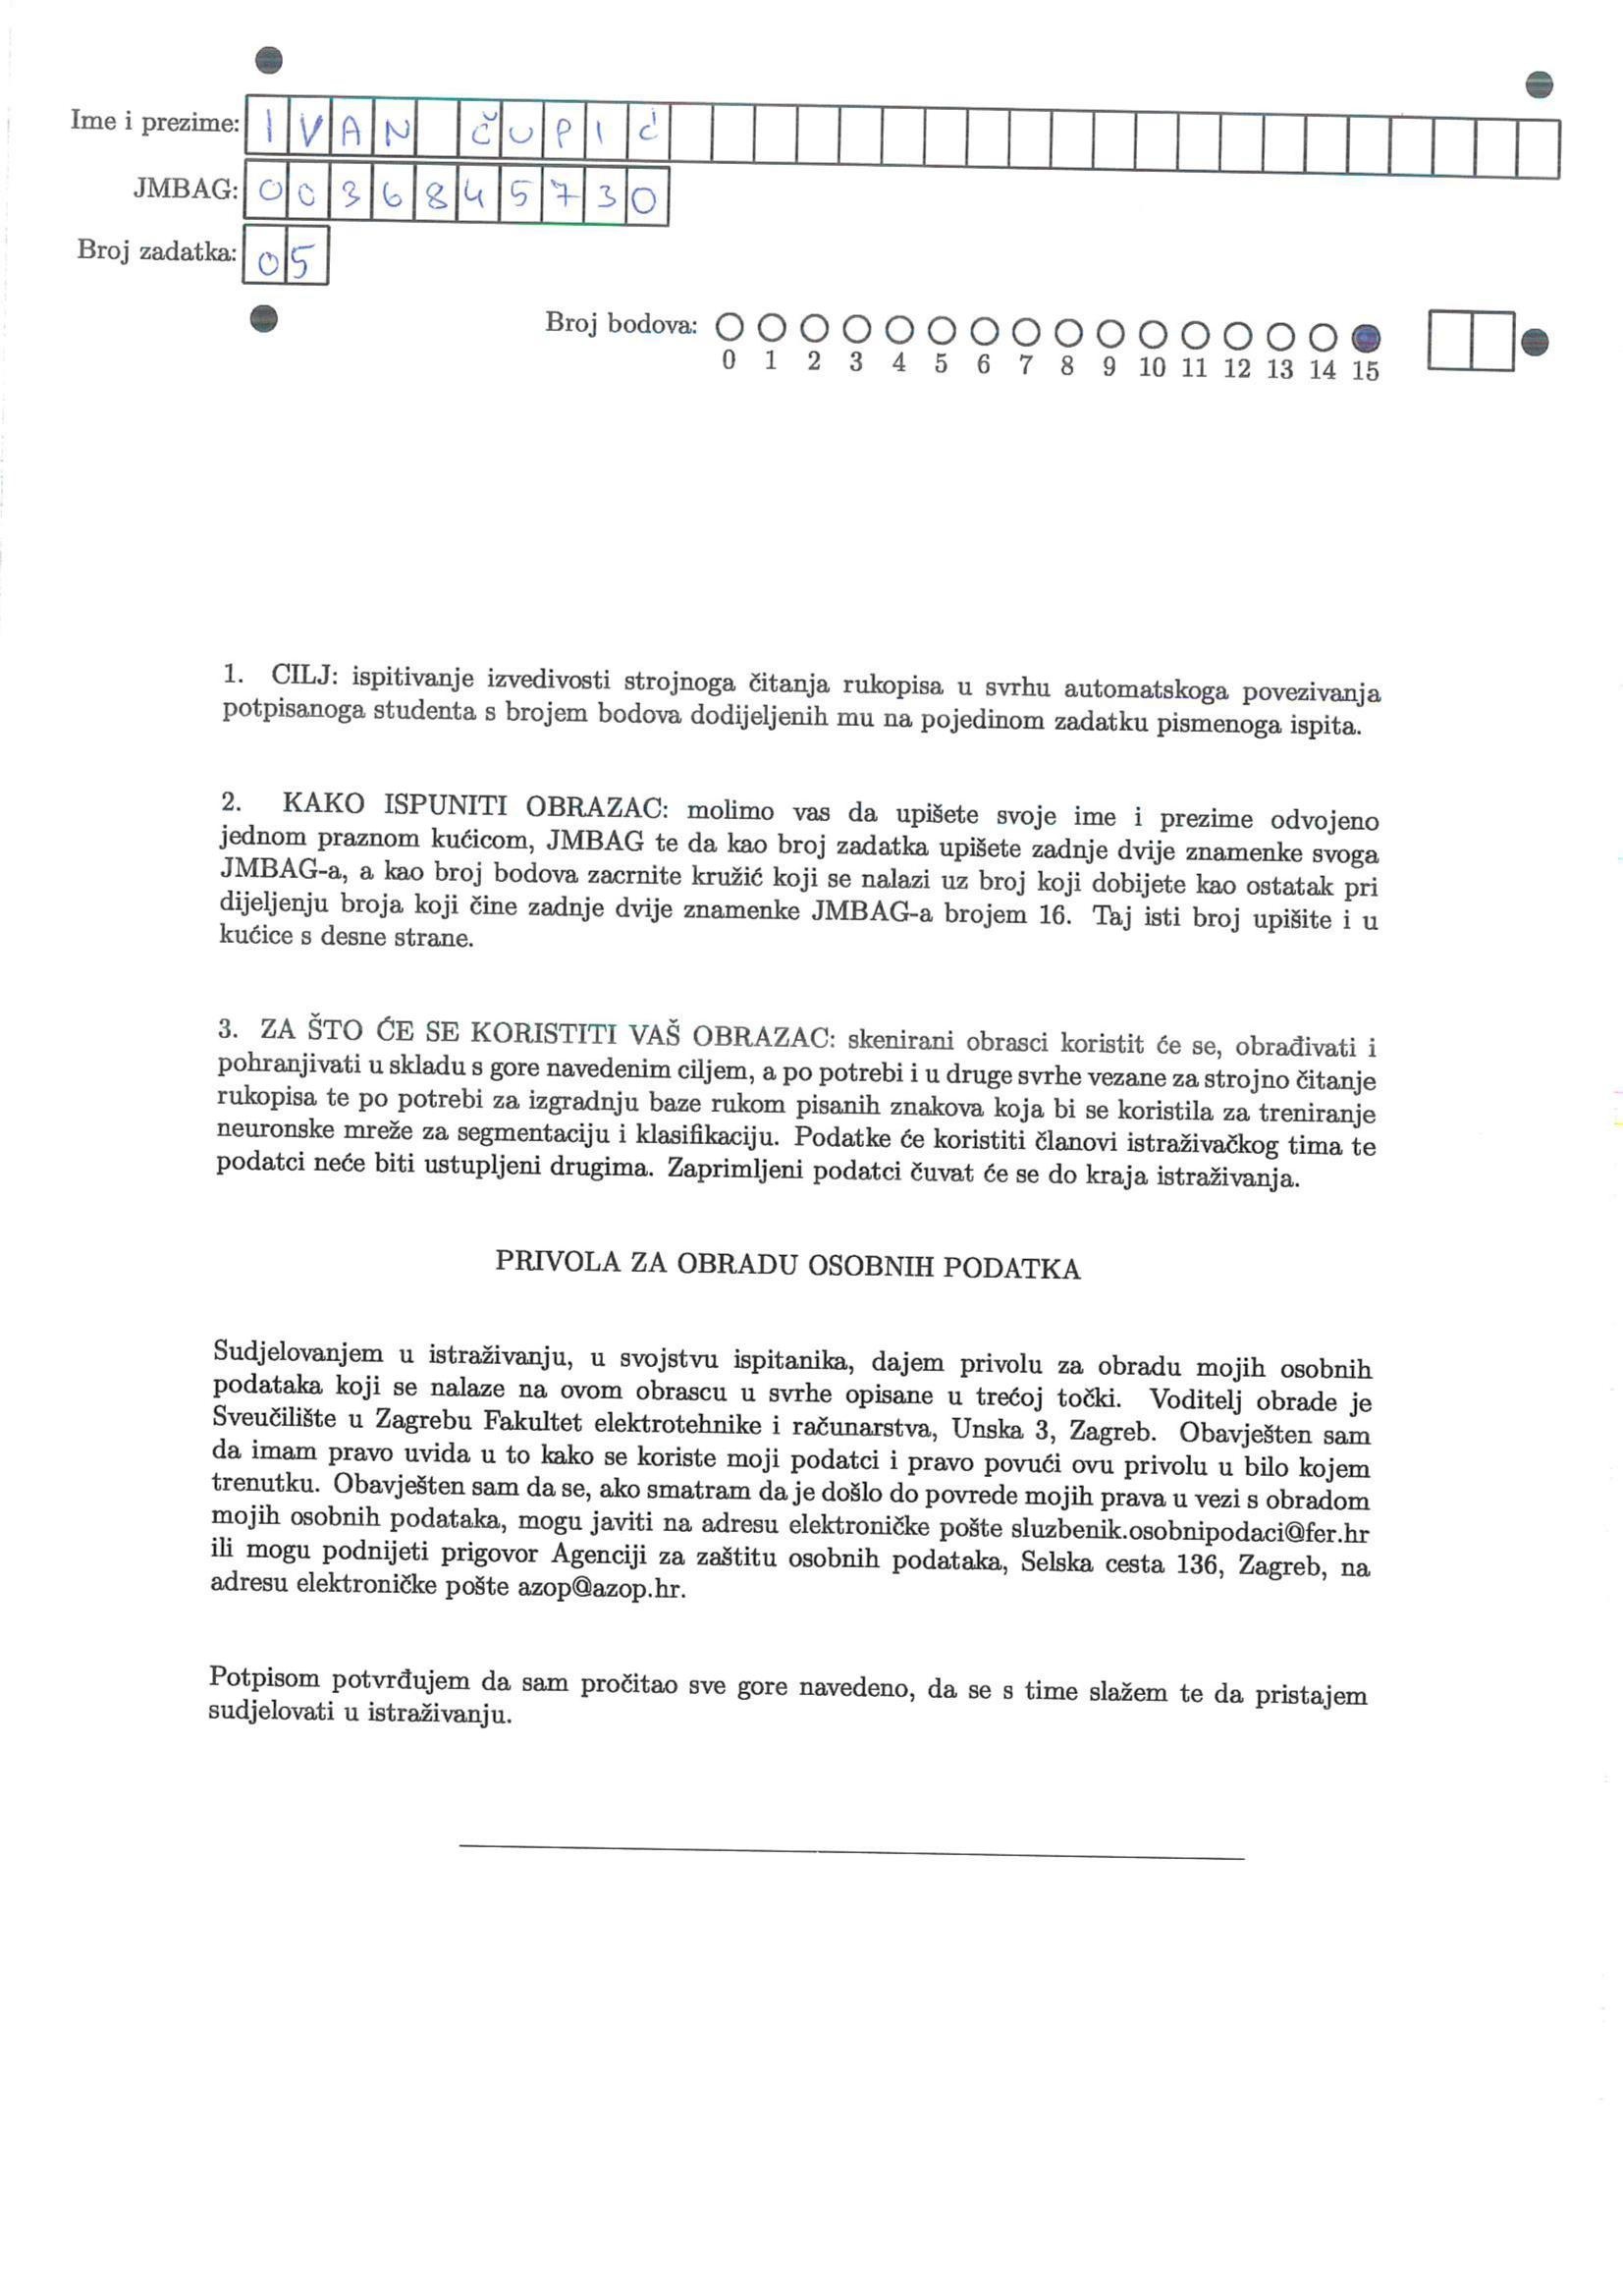 Ime i prezime: IVAN ČUPIĆ
JMBAG: 0036845730
Broj zadatka: 05
Broj bodova:
0 1 2 3 4 5 6 7 8 9 10 11 12 13 14 15
1. CILJ: ispitivanje izvedivosti strojnoga čitanja rukopisa u svrhu automatskoga povezivanja
potpisanoga studenta s brojem bodova dodijeljenih mu na pojedinom zadatku pismenoga ispita.
2. KAKO ISPUNITI OBRAZAC: molimo vas da upišete svoje ime i prezime odvojeno
jednom praznom kućicom, JMBAG te da kao broj zadatka upišete zadnje dvije znamenke svoga
JMBAG-a, a kao broj bodova zacrnite kružić koji se nalazi uz broj koji dobijete kao ostatak pri
dijeljenju broja koji čine zadnje dvije znamenke JMBAG-a brojem 16. Taj isti broj upišite i u
kućice s desne strane.
3. ZA ŠTO ĆE SE KORISTITI VAŠ OBRAZAC: skenirani obrasci koristit će se, obrađivati i
pohranjivati u skladu s gore navedenim ciljem, a po potrebi i u druge svrhe vezane za strojno čitanje
rukopisa te po potrebi za izgradnju baze rukom pisanih znakova koja bi se koristila za treniranje
neuronske mreže za segmentaciju i klasifikaciju. Podatke će koristiti članovi istraživačkog tima te
podatci neće biti ustupljeni drugima. Zaprimljeni podatci čuvat će se do kraja istraživanja.
PRIVOLA ZA OBRADU OSOBNIH PODATKA
Sudjelovanjem u istraživanju, u svojstvu ispitanika, dajem privolu za obradu mojih osobnih
podataka koji se nalaze na ovom obrascu u svrhe opisane u trećoj točki. Voditelj obrade je
Sveučilište u Zagrebu Fakultet elektrotehnike i računarstva, Unska 3, Zagreb. Obavješten sam
da imam pravo uvida u to kako se koriste moji podatci i pravo povući ovu privolu u bilo kojem
trenutku. Obavješten sam da se, ako smatram da je došlo do povrede mojih prava u vezi s obradom
mojih osobnih podataka, mogu javiti na adresu elektroničke pošte sluzbenik.osobnipodaci@fer.hr
ili mogu podnijeti prigovor Agenciji za zaštitu osobnih podataka, Selska cesta 136, Zagreb, na
adresu elektroničke pošte azop@azop.hr.
Potpisom potvrđujem da sam pročitao sve gore navedeno, da se s time slažem te da pristajem
sudjelovati u istraživanju.